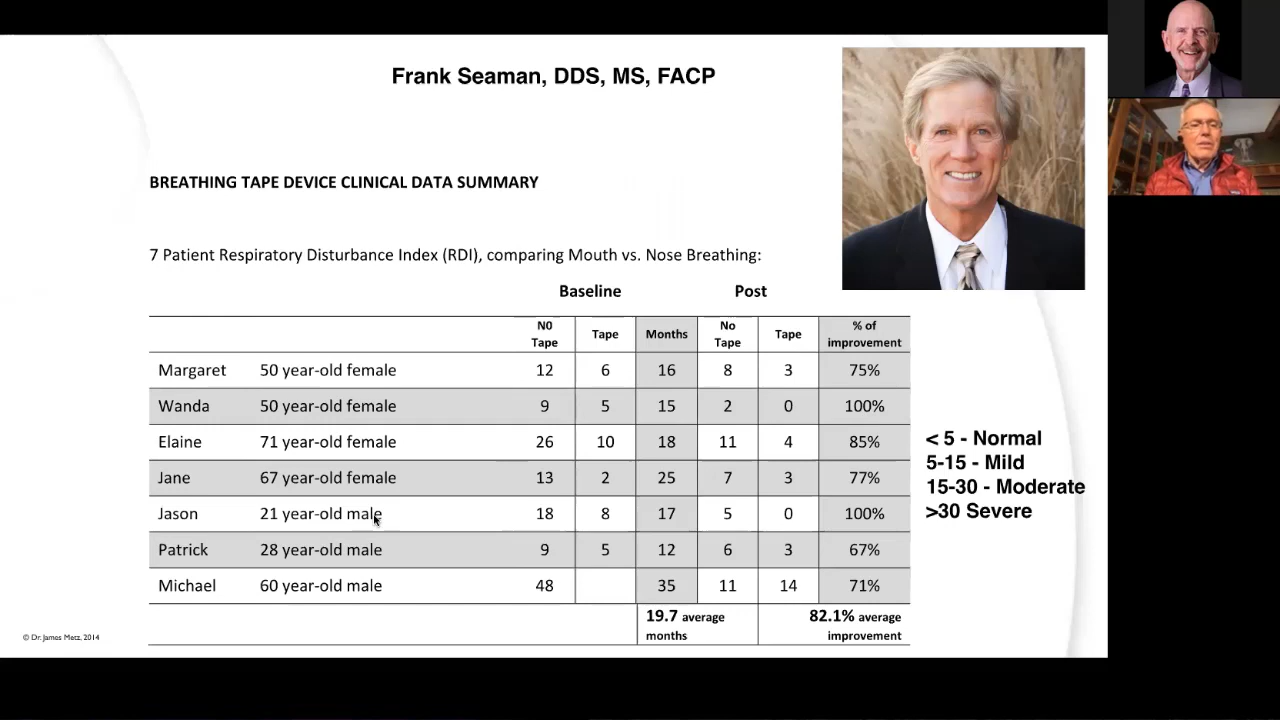 Frank Seaman, DDS, MS, FACP
BREATHING TAPE DEVICE CLINICAL DATA SUMMARY
7 Patient Respiratory Disturbance Index (RDI), comparing Mouth vs. Nose Breathing:
Baseline Post
N0 Tape Tape Months No Tape Tape % of improvement
Margaret 50 year-old female 12 6 16 8 3 75%
Wanda 50 year-old female 9 5 15 2 0 100%
Elaine 71 year-old female 26 10 18 11 4 85%
Jane 67 year-old female 13 2 25 7 3 77%
Jason 21 year-old male 18 8 17 5 0 100%
Patrick 28 year-old male 9 5 12 6 3 67%
Michael 60 year-old male 48 35 11 14 71%
19.7 average months 82.1% average improvement
< 5 - Normal
5-15 - Mild
15-30 - Moderate
>30 Severe
© Dr. James Metz, 2014